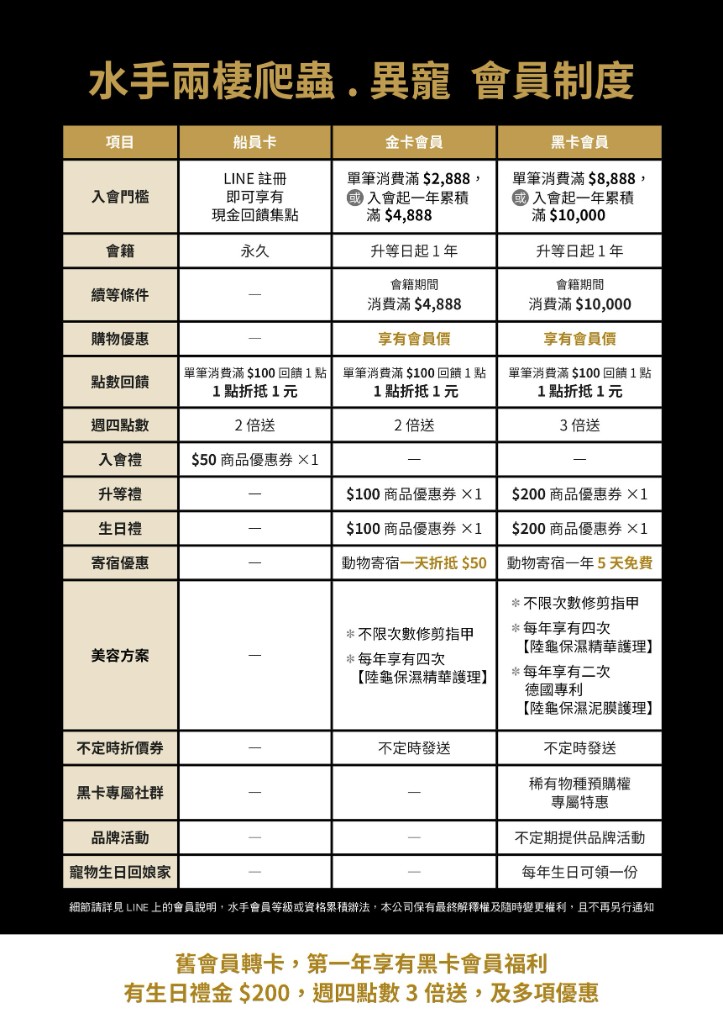 水手兩棲爬蟲 . 異寵 會員制度
項目 船員卡 金卡會員 黑卡會員
入會門檻
LINE 註冊
即可享有
現金回饋集點
單筆消費滿 $2,888，
或 入會起一年累積
滿 $4,888
單筆消費滿 $8,888，
或 入會起一年累積
滿 $10,000
會籍 永久 升等日起 1 年 升等日起 1 年
續等條件
—
會籍期間
消費滿 $4,888
會籍期間
消費滿 $10,000
購物優惠 — 享有會員價 享有會員價
點數回饋
單筆消費滿 $100 回饋 1 點
1 點折抵 1 元
單筆消費滿 $100 回饋 1 點
1 點折抵 1 元
單筆消費滿 $100 回饋 1 點
1 點折抵 1 元
週四點數 2 倍送 2 倍送 3 倍送
入會禮 $50 商品優惠券 ×1 — —
升等禮 — $100 商品優惠券 ×1 $200 商品優惠券 ×1
生日禮 — $100 商品優惠券 ×1 $200 商品優惠券 ×1
寄宿優惠 — 動物寄宿一天折抵 $50 動物寄宿一年 5 天免費
美容方案
—
＊不限次數修剪指甲
＊每年享有四次
【陸龜保濕精華護理】
＊不限次數修剪指甲
＊每年享有四次
【陸龜保濕精華護理】
＊每年享有二次
德國專利
【陸龜保濕泥膜護理】
不定時折價券 — 不定時發送 不定時發送
黑卡專屬社群
—
—
稀有物種預購權
專屬特惠
品牌活動 — — 不定期提供品牌活動
寵物生日回娘家 — — 每年生日可領一份
細節請詳見 LINE 上的會員說明，水手會員等級或資格累積辦法，本公司保有最終解釋權及隨時變更權利，且不再另行通知
舊會員轉卡，第一年享有黑卡會員福利
有生日禮金 $200，週四點數 3 倍送，及多項優惠